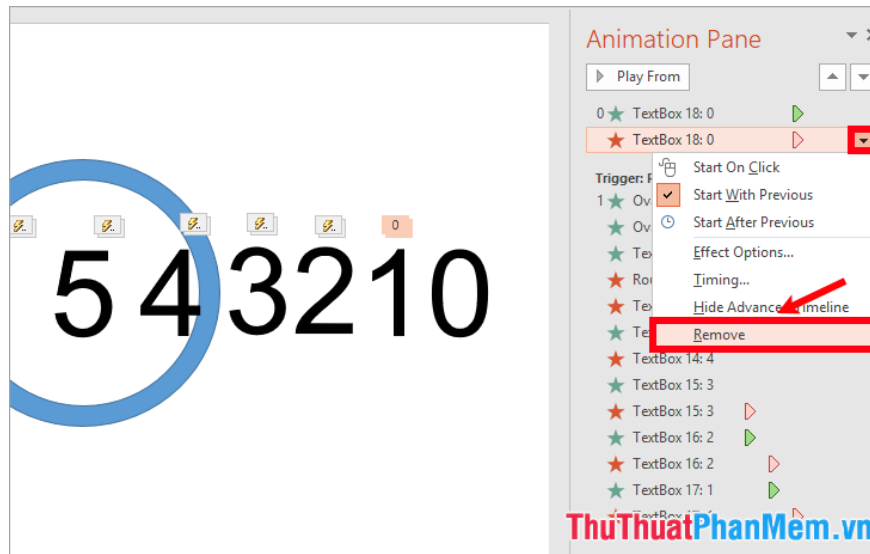 Animation Pane
Play From
0 TextBox 18: 0
TextBox 18: 0
Start On Click
Trigger:
Start With Previous
1
Start After Previous
Effect Options...
Timing...
Hide Advanced Timeline
Remove
TextBox 14: 4
TextBox 15: 3
TextBox 15: 3
TextBox 16: 2
TextBox 16: 2
TextBox 17: 1
0
5 4 3 2 1 0
ThuThuatPhanMem.vn